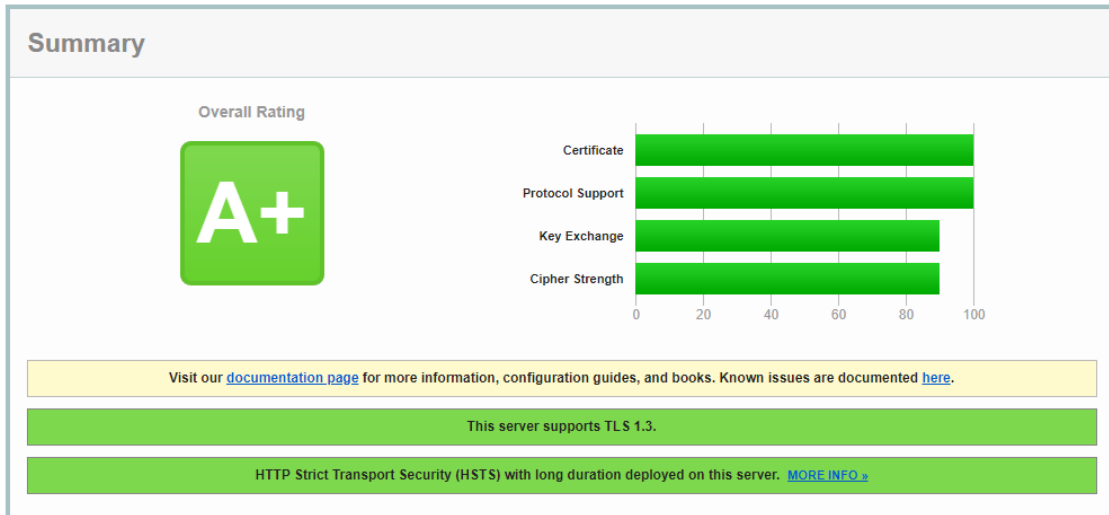 Summary
Overall Rating
A+
Certificate
Protocol Support
Key Exchange
Cipher Strength
0 20 40 60 80 100
Visit our documentation page for more information, configuration guides, and books. Known issues are documented here.
This server supports TLS 1.3.
HTTP Strict Transport Security (HSTS) with long duration deployed on this server. MORE INFO »